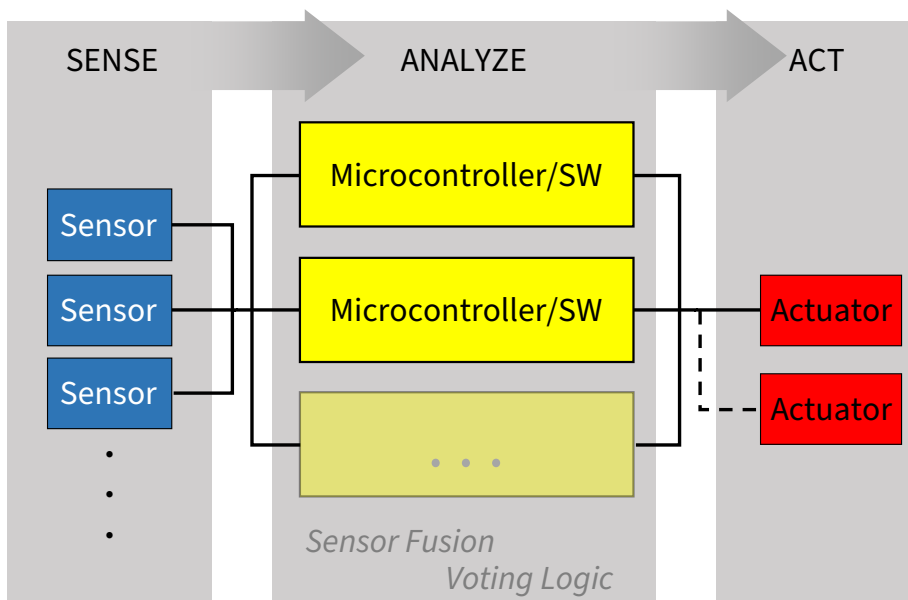 SENSE
ANALYZE
ACT
Microcontroller/SW
Sensor
Sensor
Microcontroller/SW
Actuator
Sensor
Actuator
. . .
.
.
.
Sensor Fusion
Voting Logic